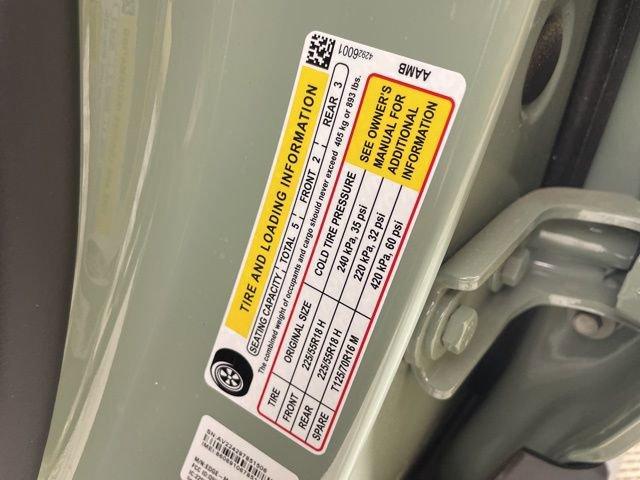 42926001
AAMB
TIRE AND LOADING INFORMATION
SEATING CAPACITY TOTAL 5 FRONT 2 REAR 3
The combined weight of occupants and cargo should never exceed 405 kg or 893 lbs.
TIRE ORIGINAL SIZE COLD TIRE PRESSURE
FRONT 225/55R18 H 240 kPa, 35 psi
REAR 225/55R18 H 220 kPa, 32 psi
SPARE T125/70R16 M 420 kPa, 60 psi
SEE OWNER'S
MANUAL FOR
ADDITIONAL
INFORMATION